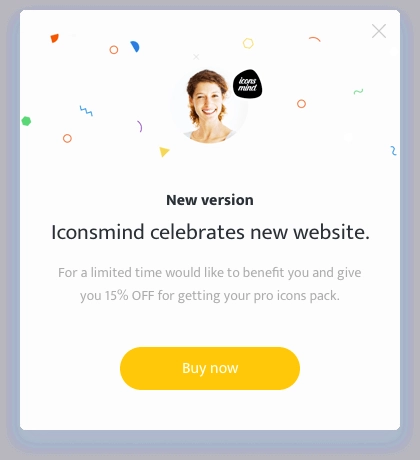 icons
mind
New version
Iconsmind celebrates new website.
For a limited time would like to benefit you and give
you 15% OFF for getting your pro icons pack.
Buy now